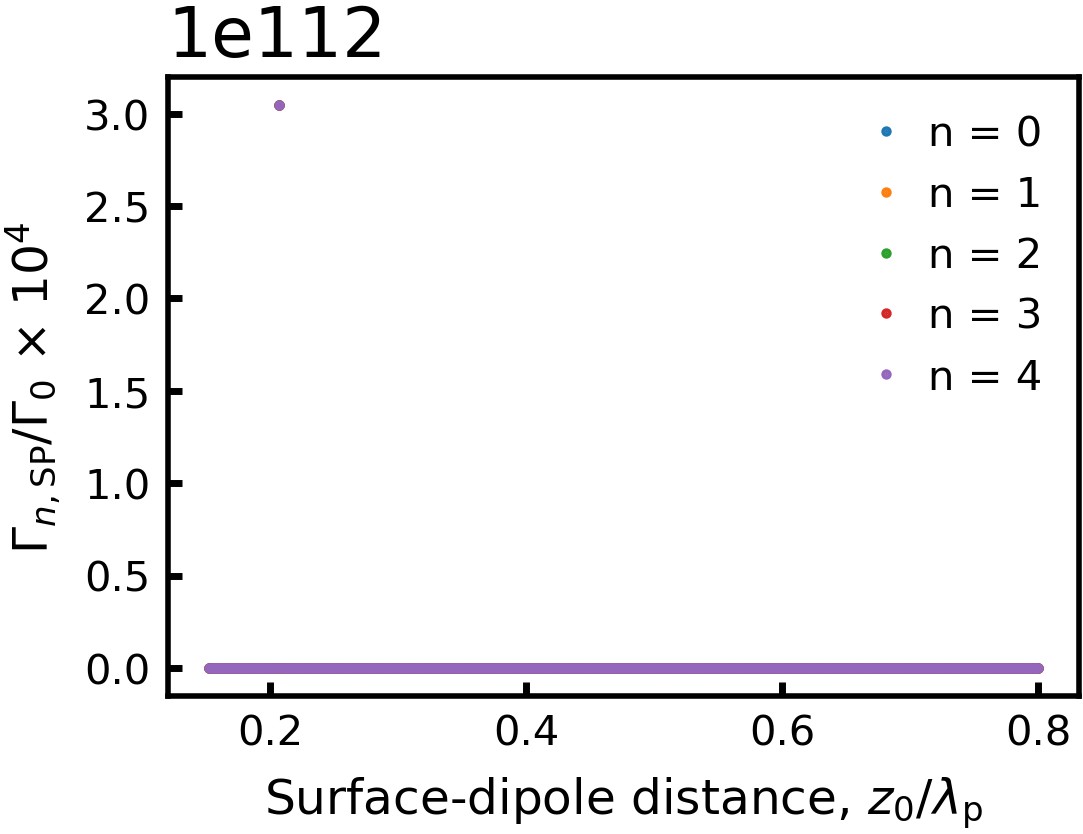 1e112
3.0
2.5
2.0
1.5
1.0
0.5
0.0
0.2 0.4 0.6 0.8
Γn,SP/Γ0 × 10^4
Surface-dipole distance, z0/λp
n = 0
n = 1
n = 2
n = 3
n = 4